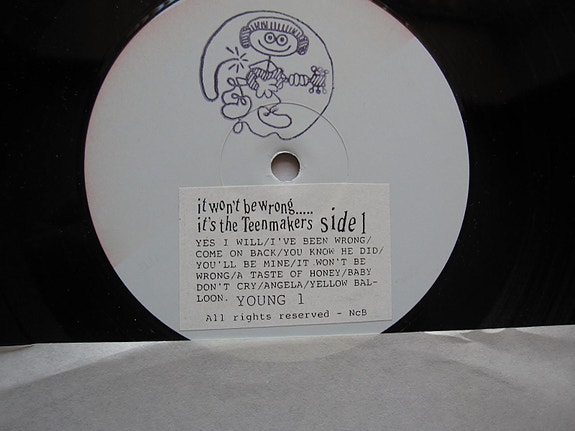 it won't be wrong.....
it's the Teenmakers side 1
YES I WILL/I'VE BEEN WRONG/
COME ON BACK/YOU KNOW HE DID/
YOU'LL BE MINE/IT WON'T BE
WRONG/A TASTE OF HONEY/BABY
DON'T CRY/ANGELA/YELLOW BAL-
LOON. YOUNG 1
All rights reserved - NcB